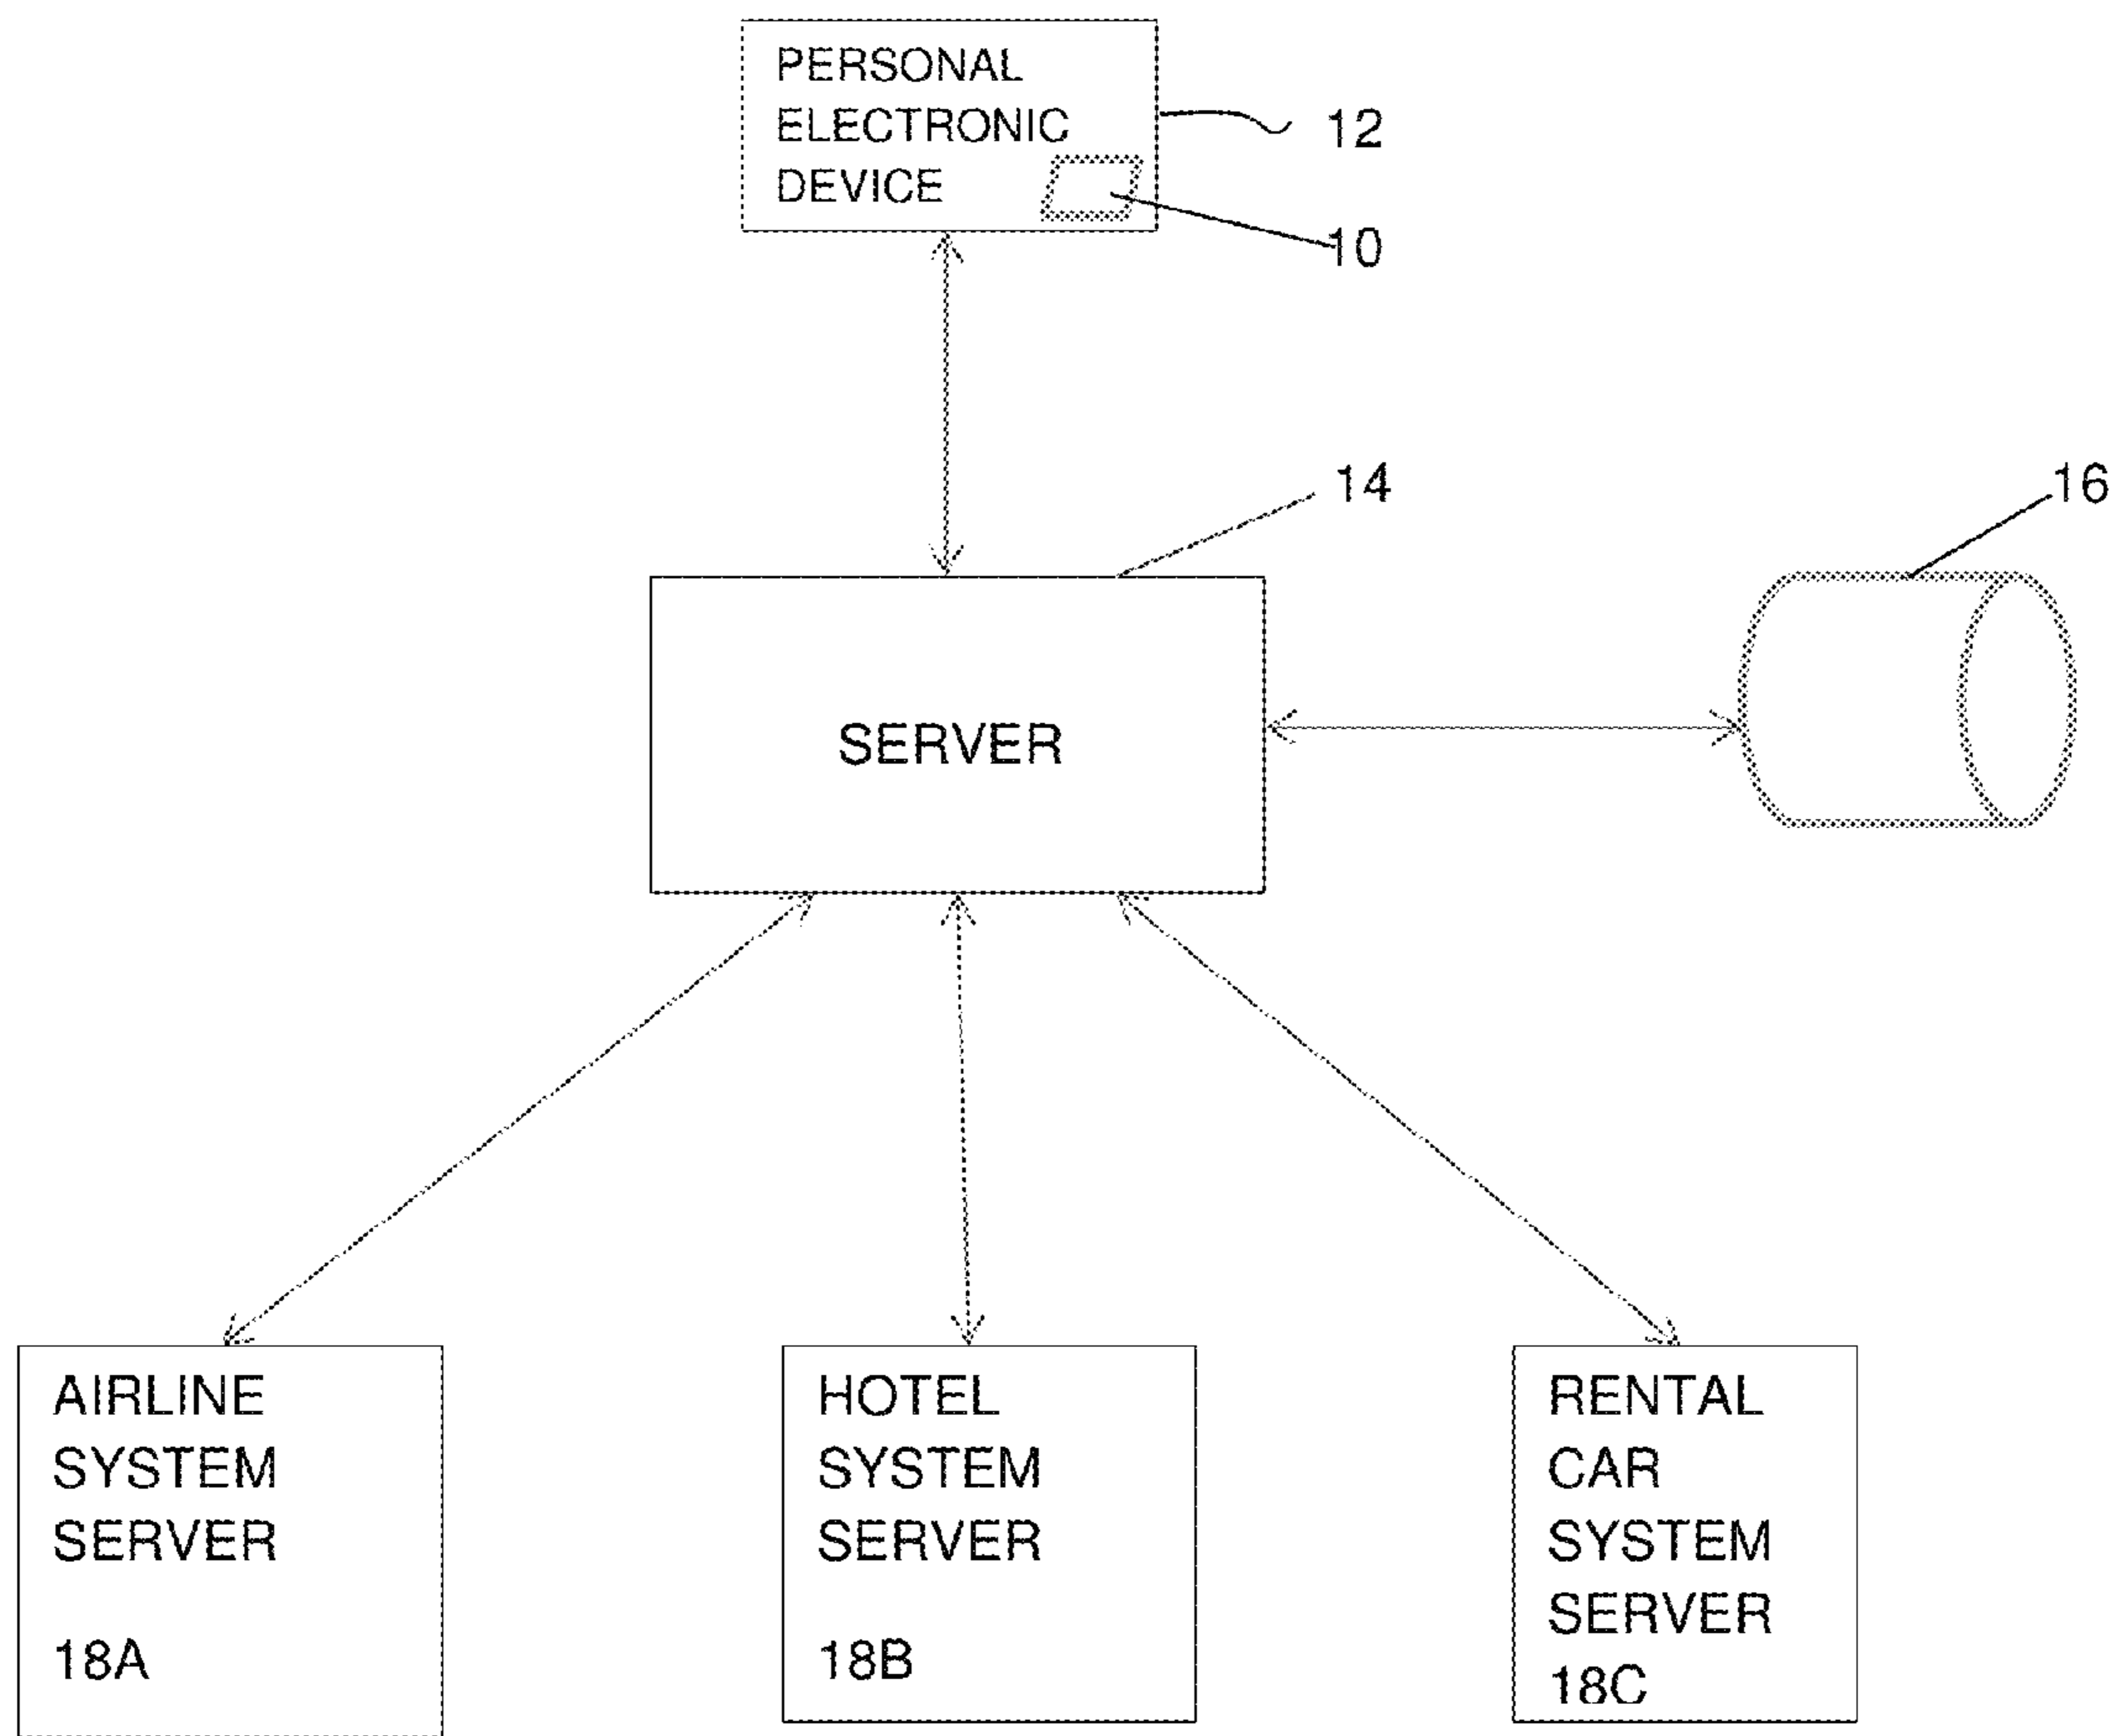 PERSONAL
ELECTRONIC
DEVICE
12
10
14
16
SERVER
AIRLINE
SYSTEM
SERVER
18A
HOTEL
SYSTEM
SERVER
18B
RENTAL
CAR
SYSTEM
SERVER
18C